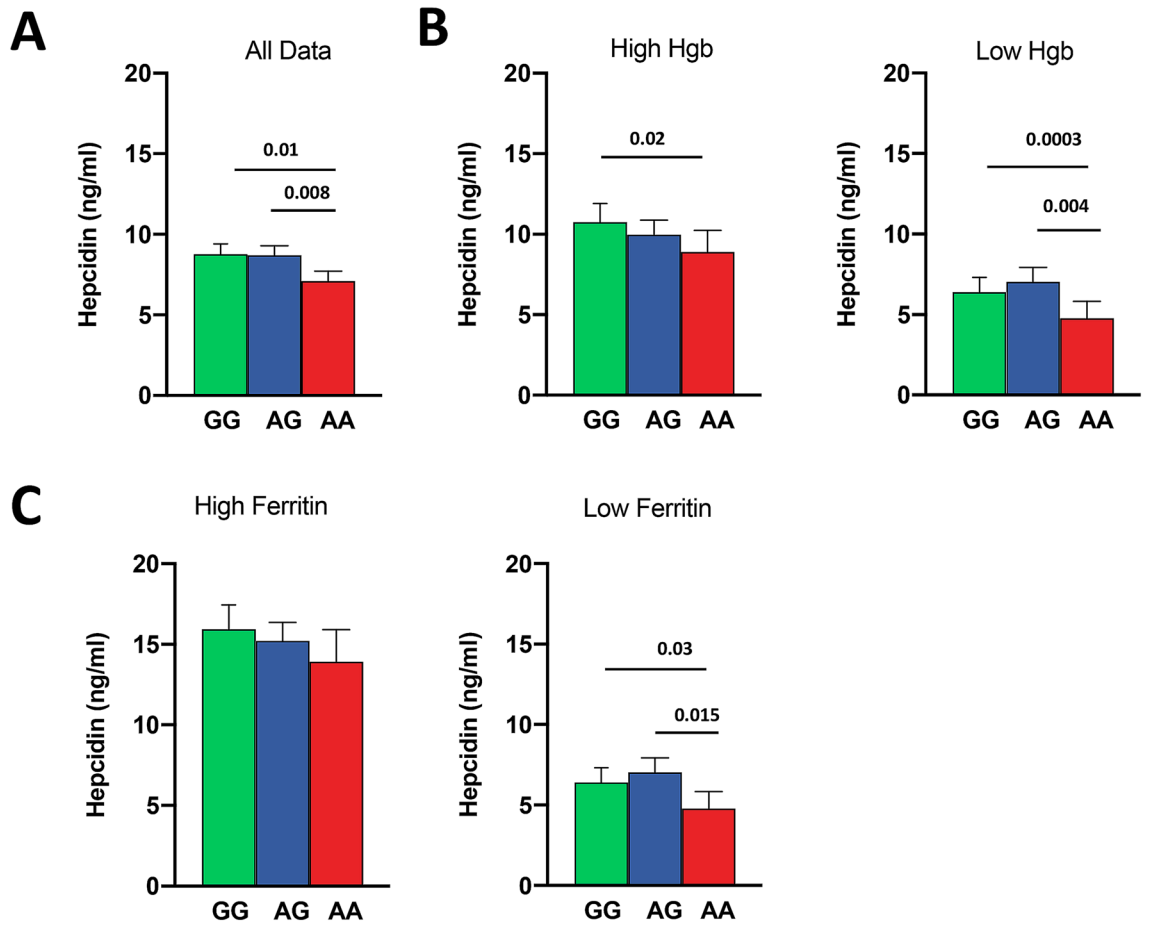 A
All Data
Hepcidin (ng/ml)
20
15
10
5
0
0.01
0.008
GG AG AA
B
High Hgb
Hepcidin (ng/ml)
20
15
10
5
0
0.02
GG AG AA
Low Hgb
Hepcidin (ng/ml)
20
15
10
5
0
0.0003
0.004
GG AG AA
C
High Ferritin
Hepcidin (ng/ml)
20
15
10
5
0
GG AG AA
Low Ferritin
Hepcidin (ng/ml)
20
15
10
5
0
0.03
0.015
GG AG AA